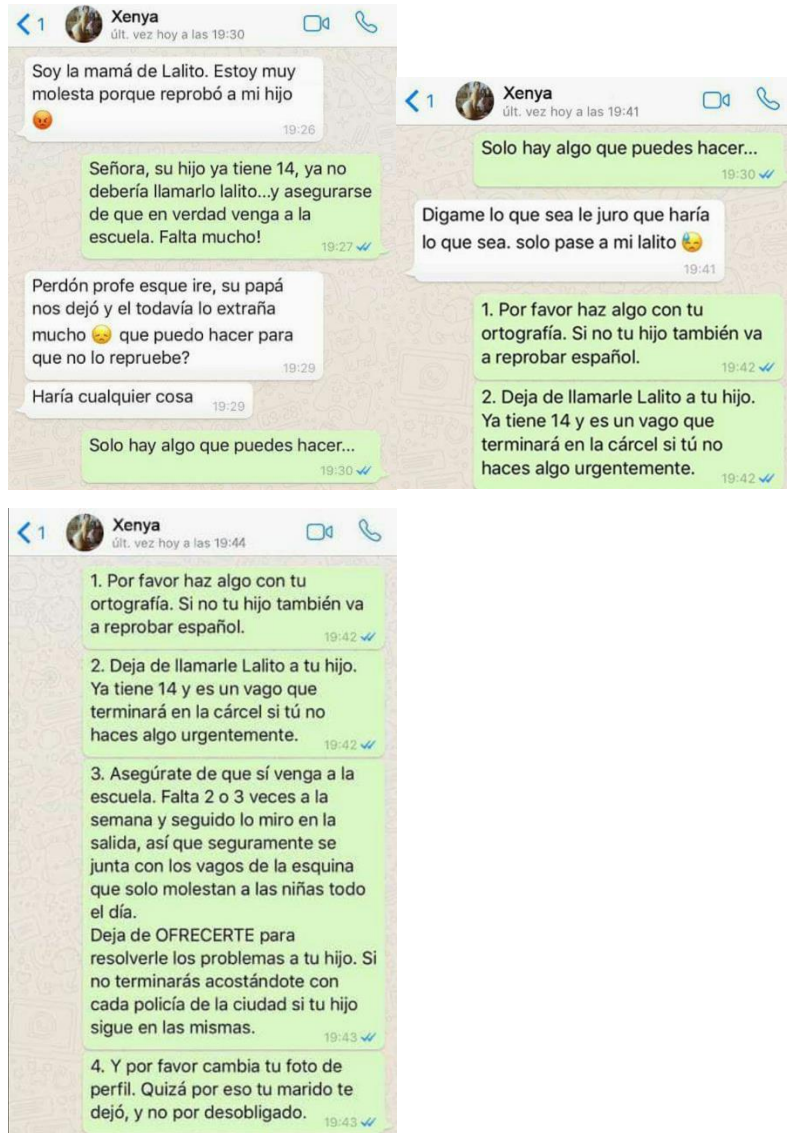 1
Xenya
últ. vez hoy a las 19:30
Soy la mamá de Lalito. Estoy muy
molesta porque reprobó a mi hijo
😡
19:26
Señora, su hijo ya tiene 14, ya no
debería llamarlo lalito...y asegurarse
de que en verdad venga a la
escuela. Falta mucho!
19:27
Perdón profe esque ire, su papá
nos dejó y el todavía lo extraña
mucho 😞 que puedo hacer para
que no lo repruebe?
19:29
Haría cualquier cosa
19:29
Solo hay algo que puedes hacer...
19:30
1
Xenya
últ. vez hoy a las 19:41
Solo hay algo que puedes hacer...
19:30
Digame lo que sea le juro que haría
lo que sea. solo pase a mi lalito 😓
19:41
1. Por favor haz algo con tu
ortografía. Si no tu hijo también va
a reprobar español.
19:42
2. Deja de llamarle Lalito a tu hijo.
Ya tiene 14 y es un vago que
terminará en la cárcel si tú no
haces algo urgentemente.
19:42
1
Xenya
últ. vez hoy a las 19:44
1. Por favor haz algo con tu
ortografía. Si no tu hijo también va
a reprobar español.
19:42
2. Deja de llamarle Lalito a tu hijo.
Ya tiene 14 y es un vago que
terminará en la cárcel si tú no
haces algo urgentemente.
19:42
3. Asegúrate de que sí venga a la
escuela. Falta 2 o 3 veces a la
semana y seguido lo miro en la
salida, así que seguramente se
junta con los vagos de la esquina
que solo molestan a las niñas todo
el día.
Deja de OFRECERTE para
resolverle los problemas a tu hijo. Si
no terminarás acostándote con
cada policía de la ciudad si tu hijo
sigue en las mismas.
19:43
4. Y por favor cambia tu foto de
perfil. Quizá por eso tu marido te
dejó, y no por desobligado.
19:43